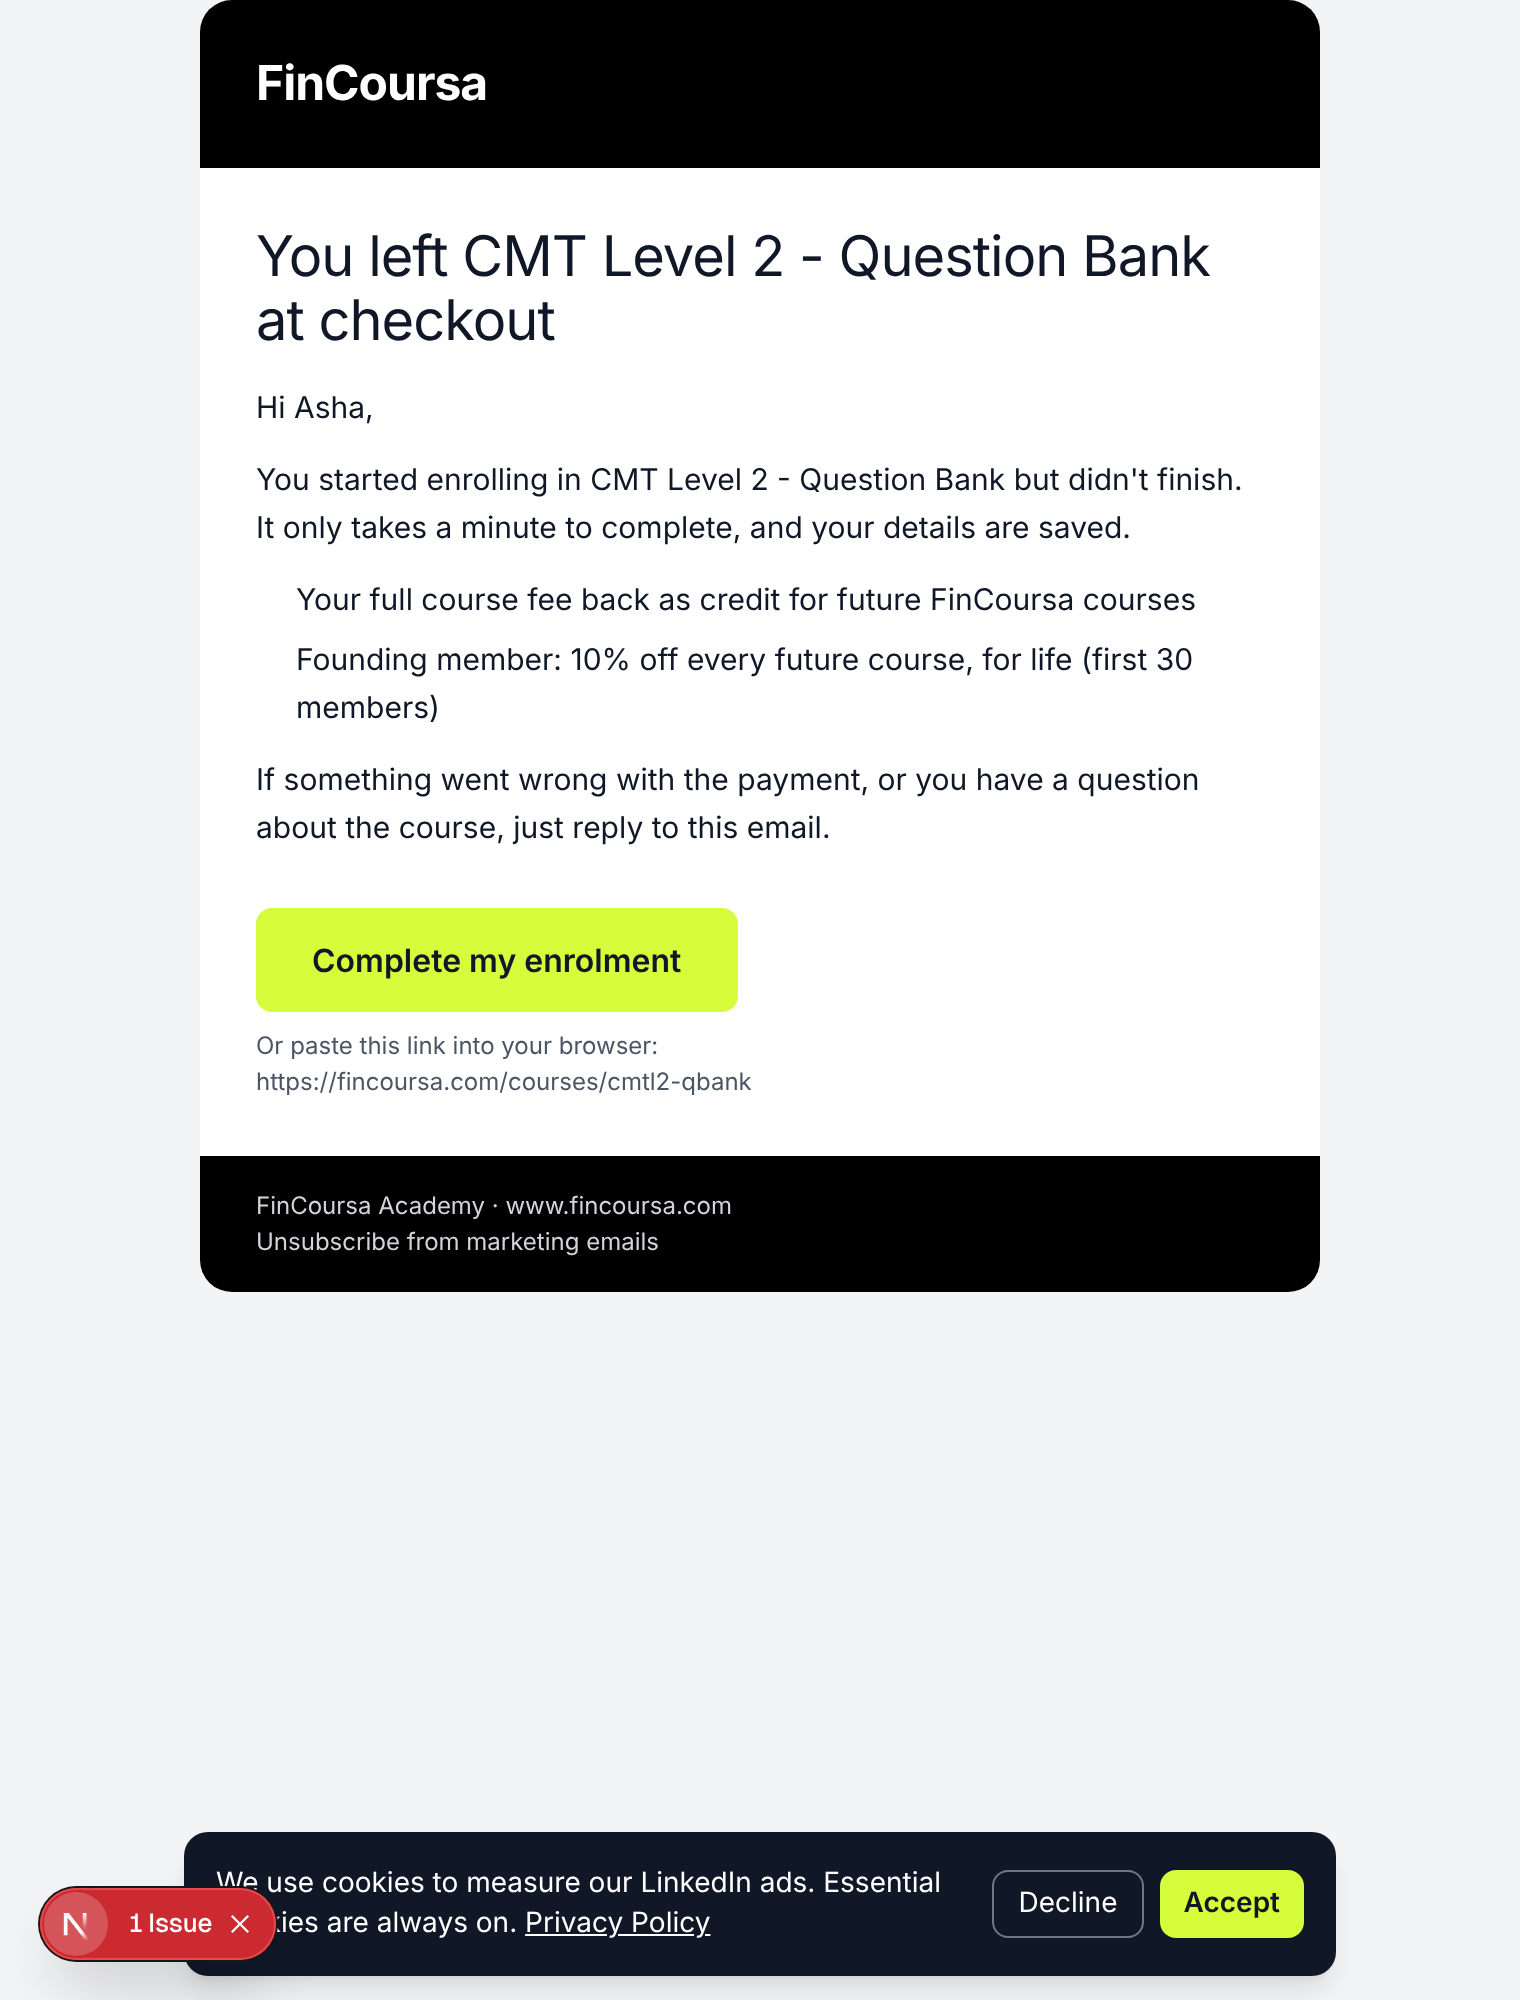 FinCoursa
You left CMT Level 2 - Question Bank
at checkout
Hi Asha,
You started enrolling in CMT Level 2 - Question Bank but didn't finish.
It only takes a minute to complete, and your details are saved.
Your full course fee back as credit for future FinCoursa courses
Founding member: 10% off every future course, for life (first 30
members)
If something went wrong with the payment, or you have a question
about the course, just reply to this email.
Complete my enrolment
Or paste this link into your browser:
https://fincoursa.com/courses/cmtl2-qbank
FinCoursa Academy · www.fincoursa.com
Unsubscribe from marketing emails
We use cookies to measure our LinkedIn ads. Essential
kies are always on. Privacy Policy
Decline
Accept
N
1 Issue